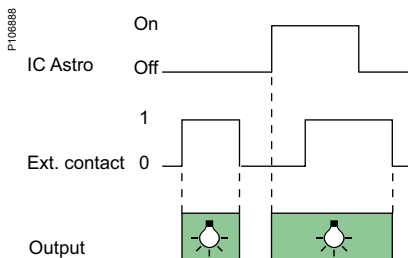 P106888
On
IC Astro
Off
1
Ext. contact 0
Output